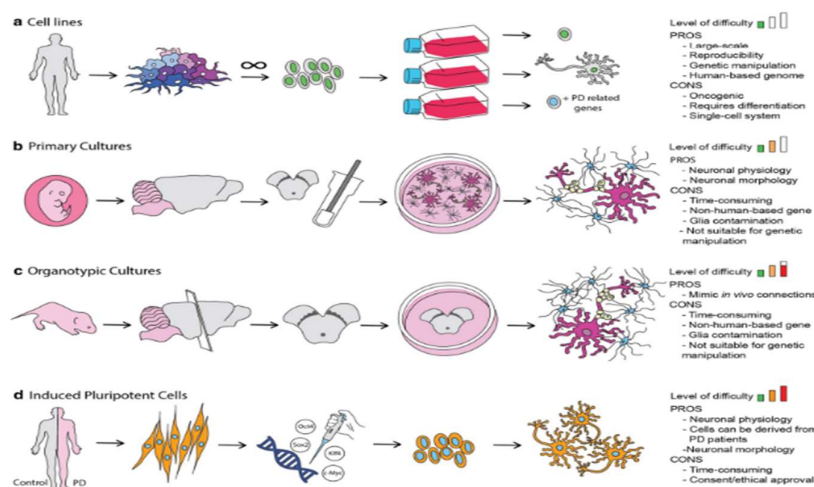 a Cell lines
∞
+ PD related
genes
Level of difficulty
PROS
- Large-scale
- Reproducibility
- Genetic manipulation
- Human-based genome
CONS
- Oncogenic
- Requires differentiation
- Single-cell system
b Primary Cultures
Level of difficulty
PROS
- Neuronal physiology
- Neuronal morphology
CONS
- Time-consuming
- Non-human-based gene
- Glia contamination
- Not suitable for genetic
manipulation
c Organotypic Cultures
Level of difficulty
PROS
- Mimic in vivo connections
CONS
- Time-consuming
- Non-human-based gene
- Glia contamination
- Not suitable for genetic
manipulation
d Induced Pluripotent Cells
Control
PD
Oct4
Sox2
Klf4
c-Myc
Level of difficulty
PROS
- Neuronal physiology
- Cells can be derived from
PD patients
-Neuronal morphology
CONS
- Time-consuming
- Consent/ethical approval